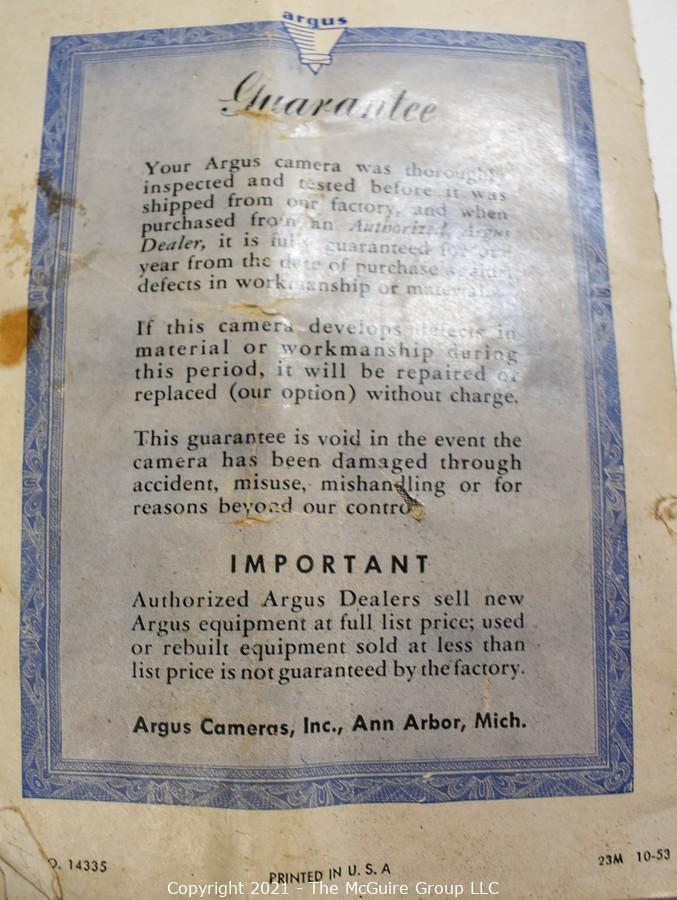 argus
Guarantee
Your Argus camera was thoroughly
inspected and tested before it was
shipped from our factory, and when
purchased from an Authorized Argus
Dealer, it is fully guaranteed for one
year from the date of purchase against
defects in workmanship or material.
If this camera develops defects in
material or workmanship during
this period, it will be repaired or
replaced (our option) without charge.
This guarantee is void in the event the
camera has been damaged through
accident, misuse, mishandling or for
reasons beyond our contro
IMPORTANT
Authorized Argus Dealers sell new
Argus equipment at full list price; used
or rebuilt equipment sold at less than
list price is not guaranteed by the factory.
Argus Cameras, Inc., Ann Arbor, Mich.
O. 14335
PRINTED IN U. S. A
23M 10-53
Copyright 2021 - The McGuire Group LLC